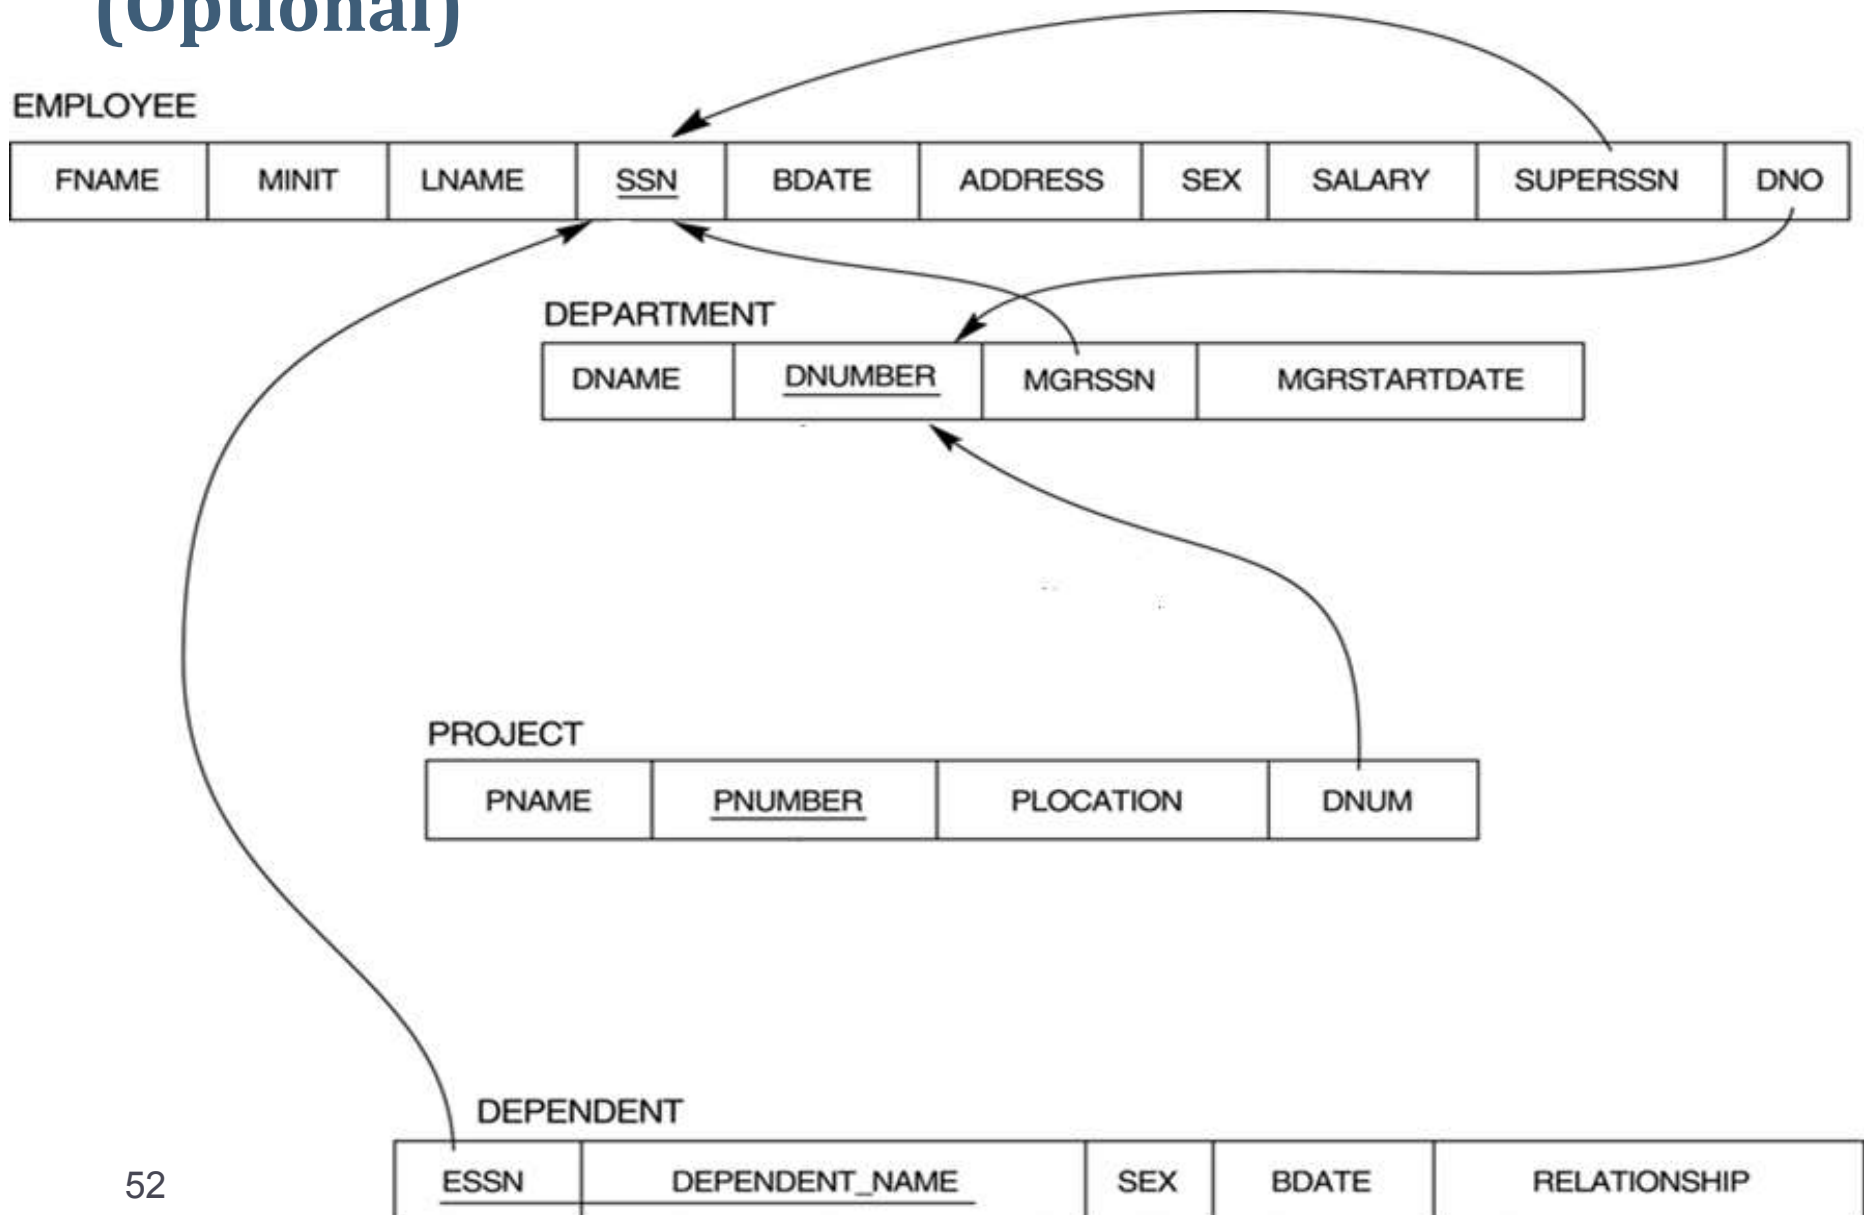 (Optional)
EMPLOYEE
FNAME MINIT LNAME SSN BDATE ADDRESS SEX SALARY SUPERSSN DNO
DEPARTMENT
DNAME DNUMBER MGRSSN MGRSTARTDATE
PROJECT
PNAME PNUMBER PLOCATION DNUM
DEPENDENT
ESSN DEPENDENT_NAME SEX BDATE RELATIONSHIP
52